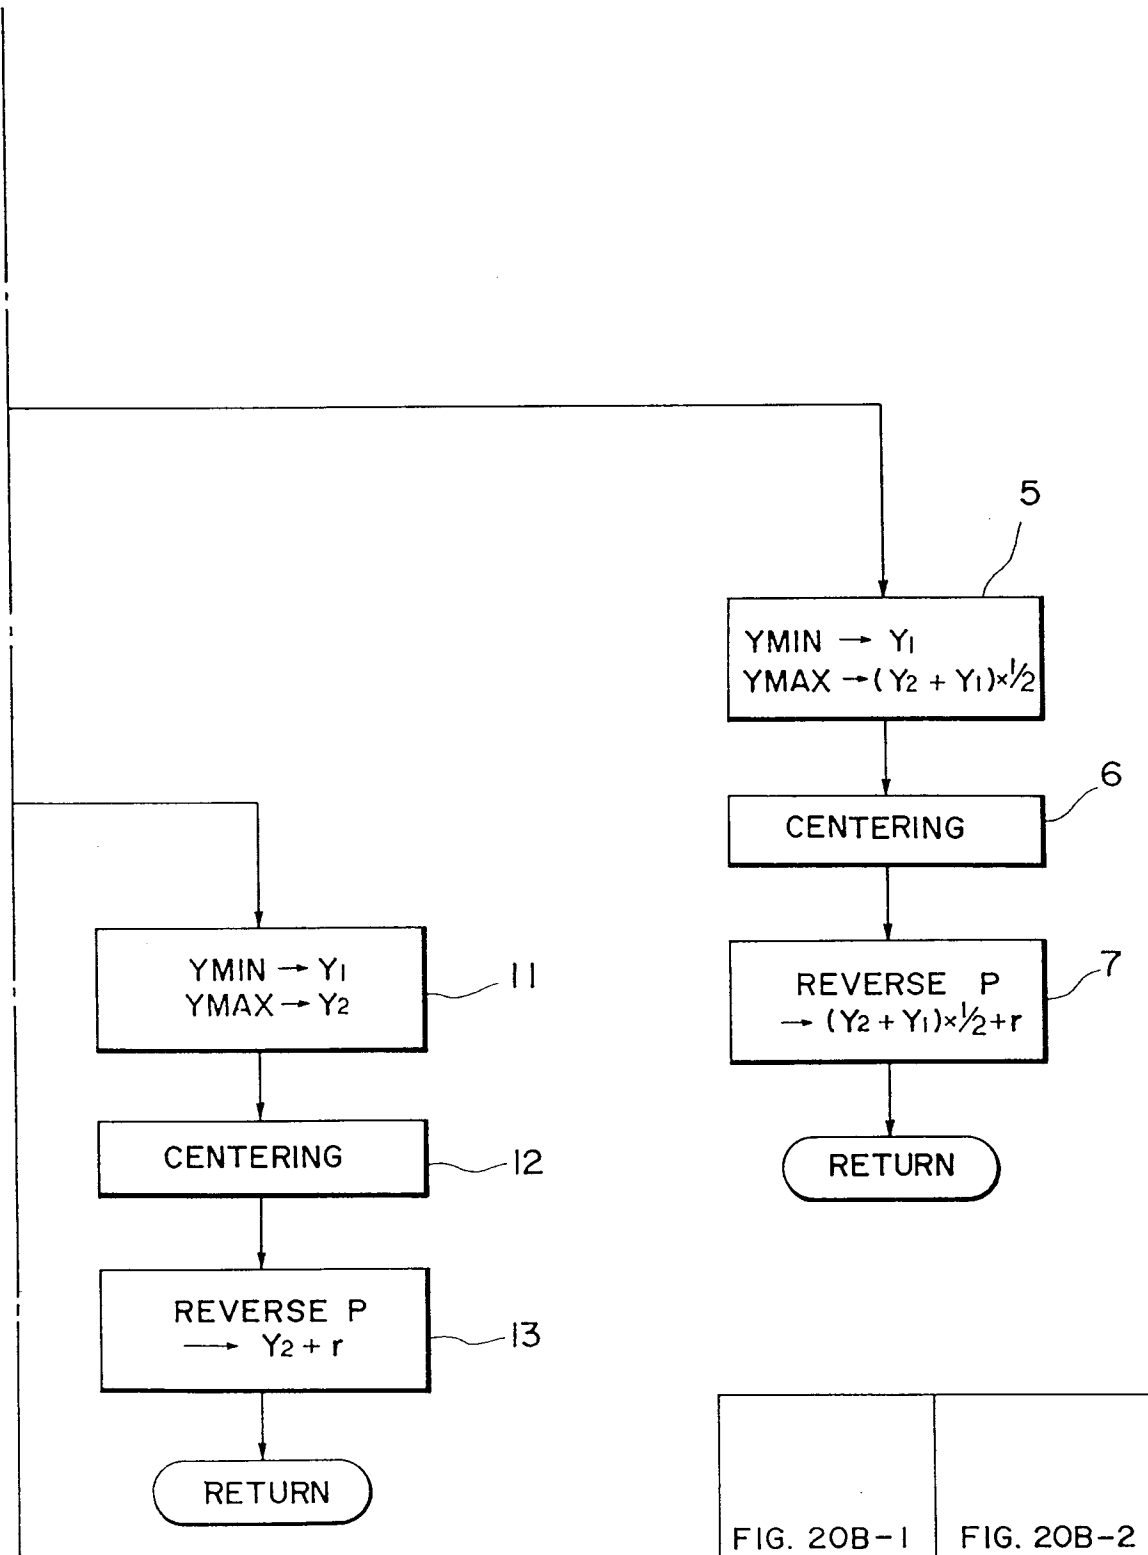 5
YMIN → Y1
YMAX → (Y2 + Y1)×1/2
6
CENTERING
7
REVERSE P
→ (Y2 + Y1)×1/2+r
RETURN
YMIN → Y1
YMAX → Y2
11
CENTERING
12
REVERSE P
→ Y2 + r
13
RETURN
FIG. 20B-1
FIG. 20B-2